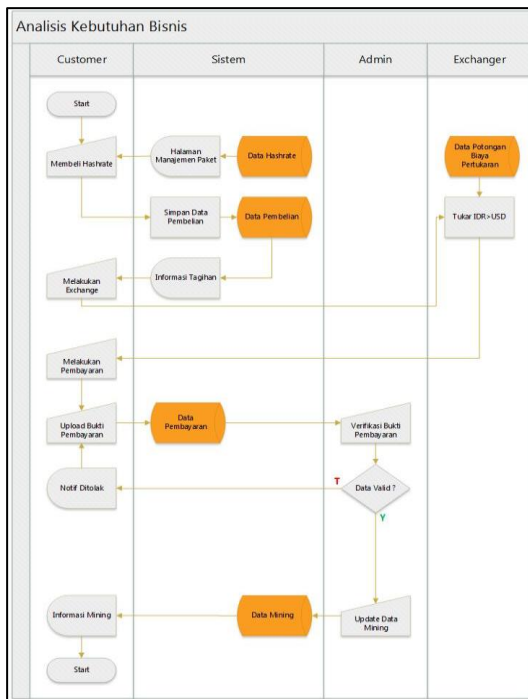 Analisis Kebutuhan Bisnis
Customer
Sistem
Admin
Exchanger
Start
Membeli Hashrate
Halaman
Manajemen Paket
Data Hashrate
Data Potongan
Biaya
Pertukaran
Simpan Data
Pembelian
Data Pembelian
Tukar IDR>USD
Melakukan
Exchange
Informasi Tagihan
Melakukan
Pembayaran
Upload Bukti
Pembayaran
Data
Pembayaran
Verifikasi Bukti
Pembayaran
Notif Ditolak
T
Data Valid ?
Y
Informasi Mining
Data Mining
Update Data
Mining
Start